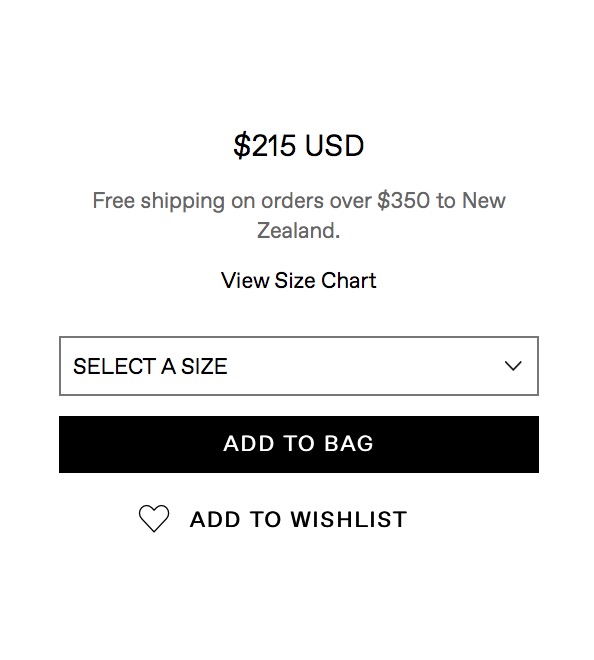 $215 USD
Free shipping on orders over $350 to New
Zealand.
View Size Chart
SELECT A SIZE
ADD TO BAG
ADD TO WISHLIST